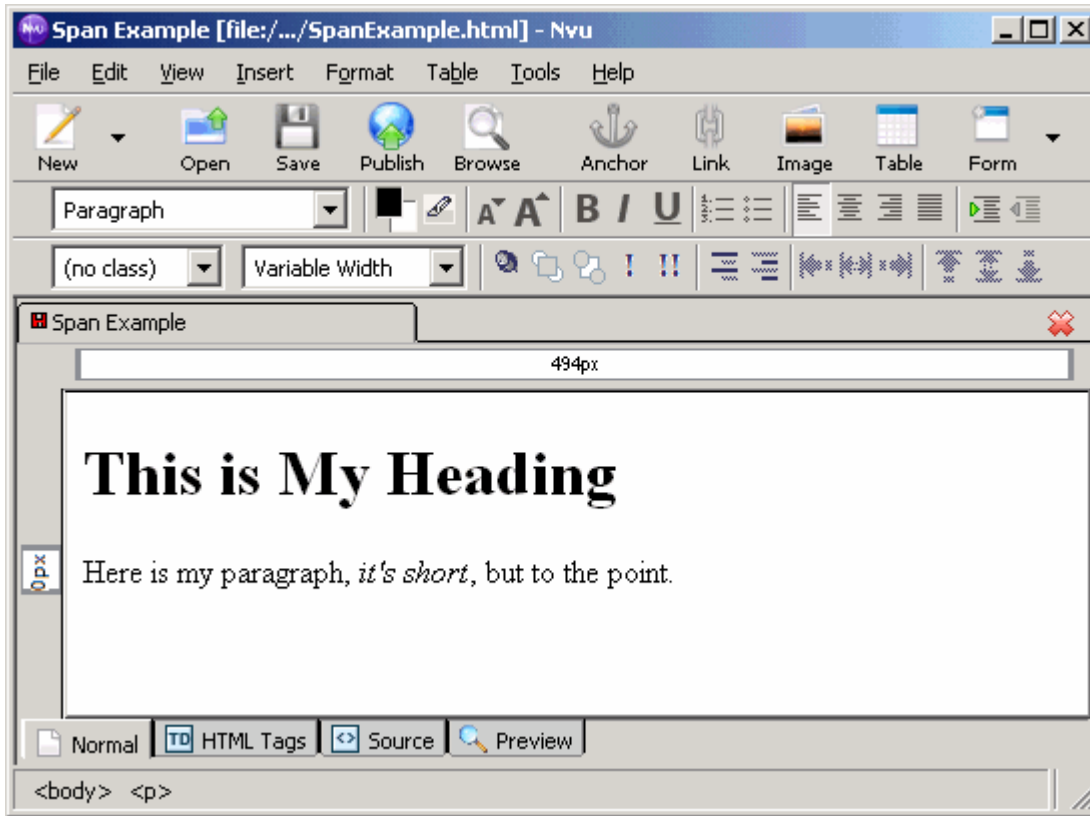 Span Example [file:/.../SpanExample.html] - Nvu
File Edit View Insert Format Table Tools Help
New Open Save Publish Browse Anchor Link Image Table Form
Paragraph A A B I U
(no class) Variable Width ! !!
Span Example
494px
This is My Heading
0px
Here is my paragraph, it's short, but to the point.
Normal TD HTML Tags <> Source Preview
<body> <p>